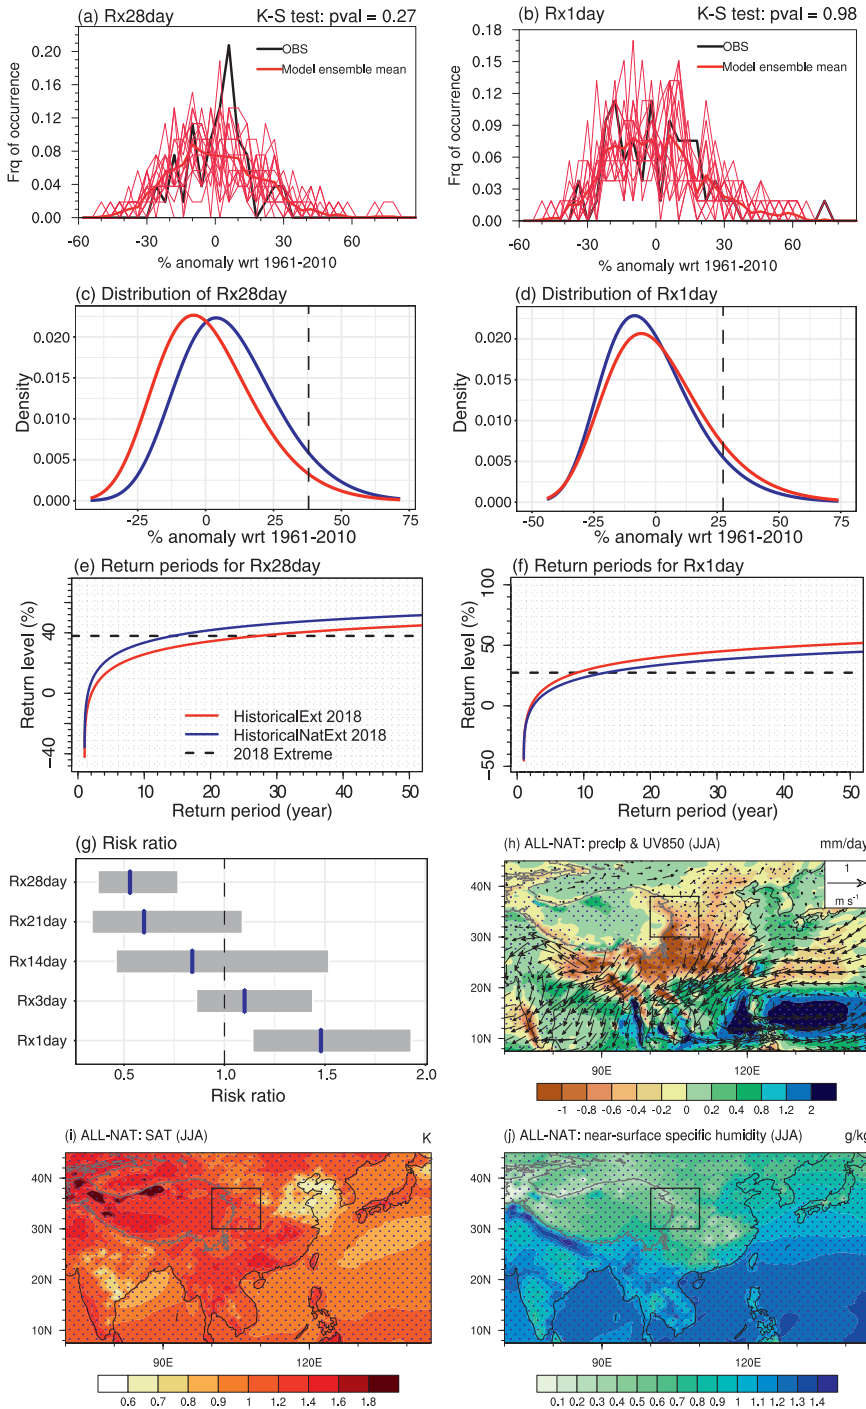 (a) Rx28day K-S test: pval = 0.27
OBS
Model ensemble mean
Frq of occurrence
0.20
0.16
0.12
0.08
0.04
0.00
-60 -30 0 30 60
% anomaly wrt 1961-2010
(b) Rx1day K-S test: pval = 0.98
OBS
Model ensemble mean
Frq of occurrence
0.18
0.15
0.12
0.09
0.06
0.03
0.00
-60 -30 0 30 60
% anomaly wrt 1961-2010
(c) Distribution of Rx28day
Density
0.020
0.015
0.010
0.005
0.000
-25 0 25 50 75
% anomaly wrt 1961-2010
(d) Distribution of Rx1day
Density
0.020
0.015
0.010
0.005
0.000
-50 -25 0 25 50 75
% anomaly wrt 1961-2010
(e) Return periods for Rx28day
Return level (%)
40
0
-40
HistoricalExt 2018
HistoricalNatExt 2018
2018 Extreme
0 10 20 30 40 50
Return period (year)
(f) Return periods for Rx1day
Return level (%)
100
50
0
-50
0 10 20 30 40 50
Return period (year)
(g) Risk ratio
Rx28day
Rx21day
Rx14day
Rx3day
Rx1day
0.5 1.0 1.5 2.0
Risk ratio
(h) ALL-NAT: precip & UV850 (JJA) mm/day
1
m s⁻¹
40N
30N
20N
10N
90E 120E
-1 -0.8 -0.6 -0.4 -0.2 0 0.2 0.4 0.8 1.2 2
(i) ALL-NAT: SAT (JJA) K
40N
30N
20N
10N
90E 120E
0.6 0.7 0.8 0.9 1 1.2 1.4 1.6 1.8
(j) ALL-NAT: near-surface specific humidity (JJA) g/kg
40N
30N
20N
10N
90E 120E
0.1 0.2 0.3 0.4 0.5 0.6 0.7 0.8 0.9 1 1.1 1.2 1.3 1.4